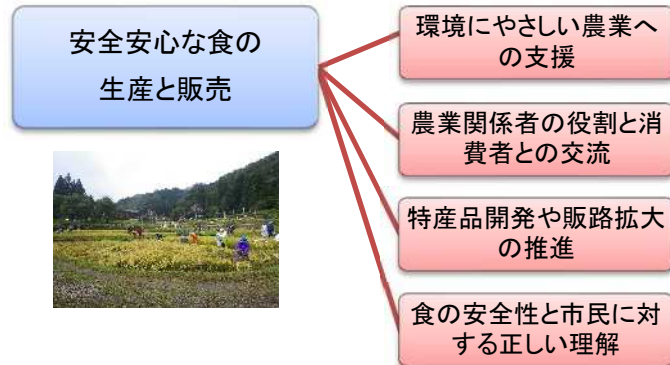 安全安心な食の
生産と販売
環境にやさしい農業へ
の支援
農業関係者の役割と消
費者との交流
特産品開発や販路拡大
の推進
食の安全性と市民に対
する正しい理解